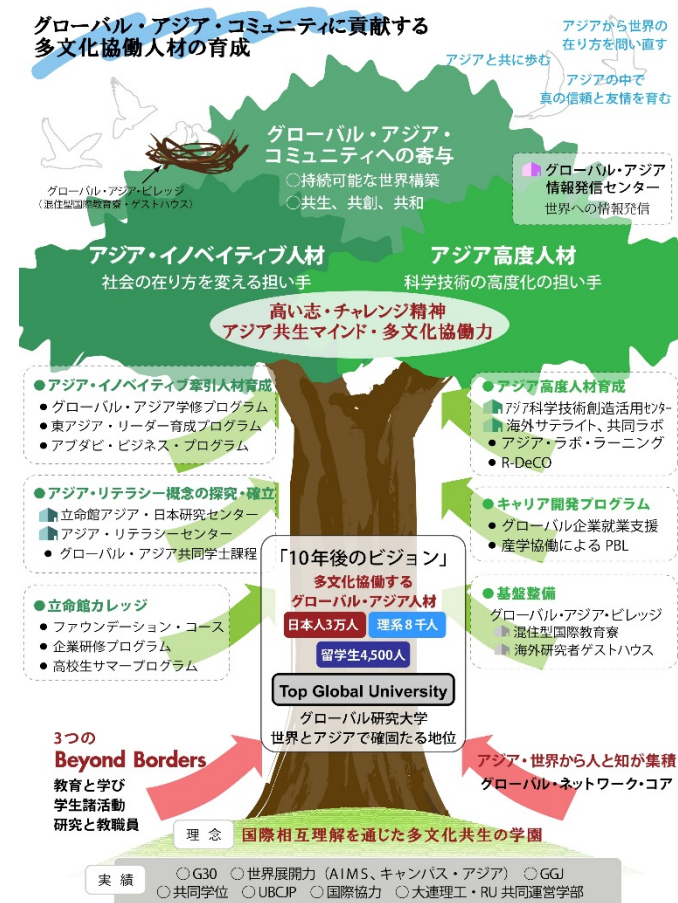 グローバル・アジア・コミュニティに貢献する
多文化協働人材の育成
アジアから世界の
在り方を問い直す
アジアと共に歩む
アジアの中で
真の信頼と友情を育む
グローバル・アジア・
コミュニティへの寄与
○持続可能な世界構築
○共生、共創、共和
グローバル・アジア・ビレッジ
（混住型国際教育寮・ゲストハウス）
グローバル・アジア
情報発信センター
世界への情報発信
アジア・イノベイティブ人材
社会の在り方を変える担い手
アジア高度人材
科学技術の高度化の担い手
高い志・チャレンジ精神
アジア共生マインド・多文化協働力
●アジア・イノベイティブ牽引人材育成
● グローバル・アジア学修プログラム
● 東アジア・リーダー育成プログラム
● アブダビ・ビジネス・プログラム
●アジア・リテラシー概念の探究・確立
立命館アジア・日本研究センター
アジア・リテラシーセンター
● グローバル・アジア共同学士課程
●立命館カレッジ
● ファウンデーション・コース
● 企業研修プログラム
● 高校生サマープログラム
●アジア高度人材育成
アジア科学技術創造活用センター
海外サテライト、共同ラボ
● アジア・ラボ・ラーニング
● R-DeCO
●キャリア開発プログラム
● グローバル企業就業支援
● 産学協働による PBL
●基盤整備
グローバル・アジア・ビレッジ
混住型国際教育寮
海外研究者ゲストハウス
「10年後のビジョン」
多文化協働する
グローバル・アジア人材
日本人3万人 理系８千人
留学生4,500人
Top Global University
グローバル研究大学
世界とアジアで確固たる地位
3つの
Beyond Borders
教育と学び
学生諸活動
研究と教職員
アジア・世界から人と知が集積
グローバル・ネットワーク・コア
理 念 国際相互理解を通じた多文化共生の学園
実 績
○G30 ○世界展開力（AIMS、キャンパス・アジア）○GGJ
○共同学位 ○UBCJP ○国際協力 ○大連理工・RU 共同運営学部